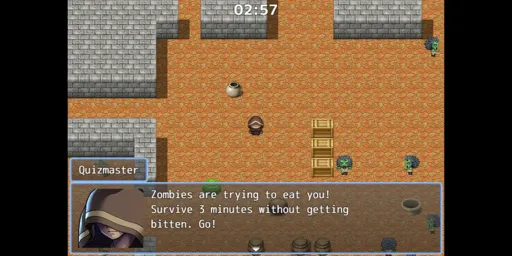 02:57
Quizmaster
Zombies are trying to eat you!
Survive 3 minutes without getting
bitten. Go!